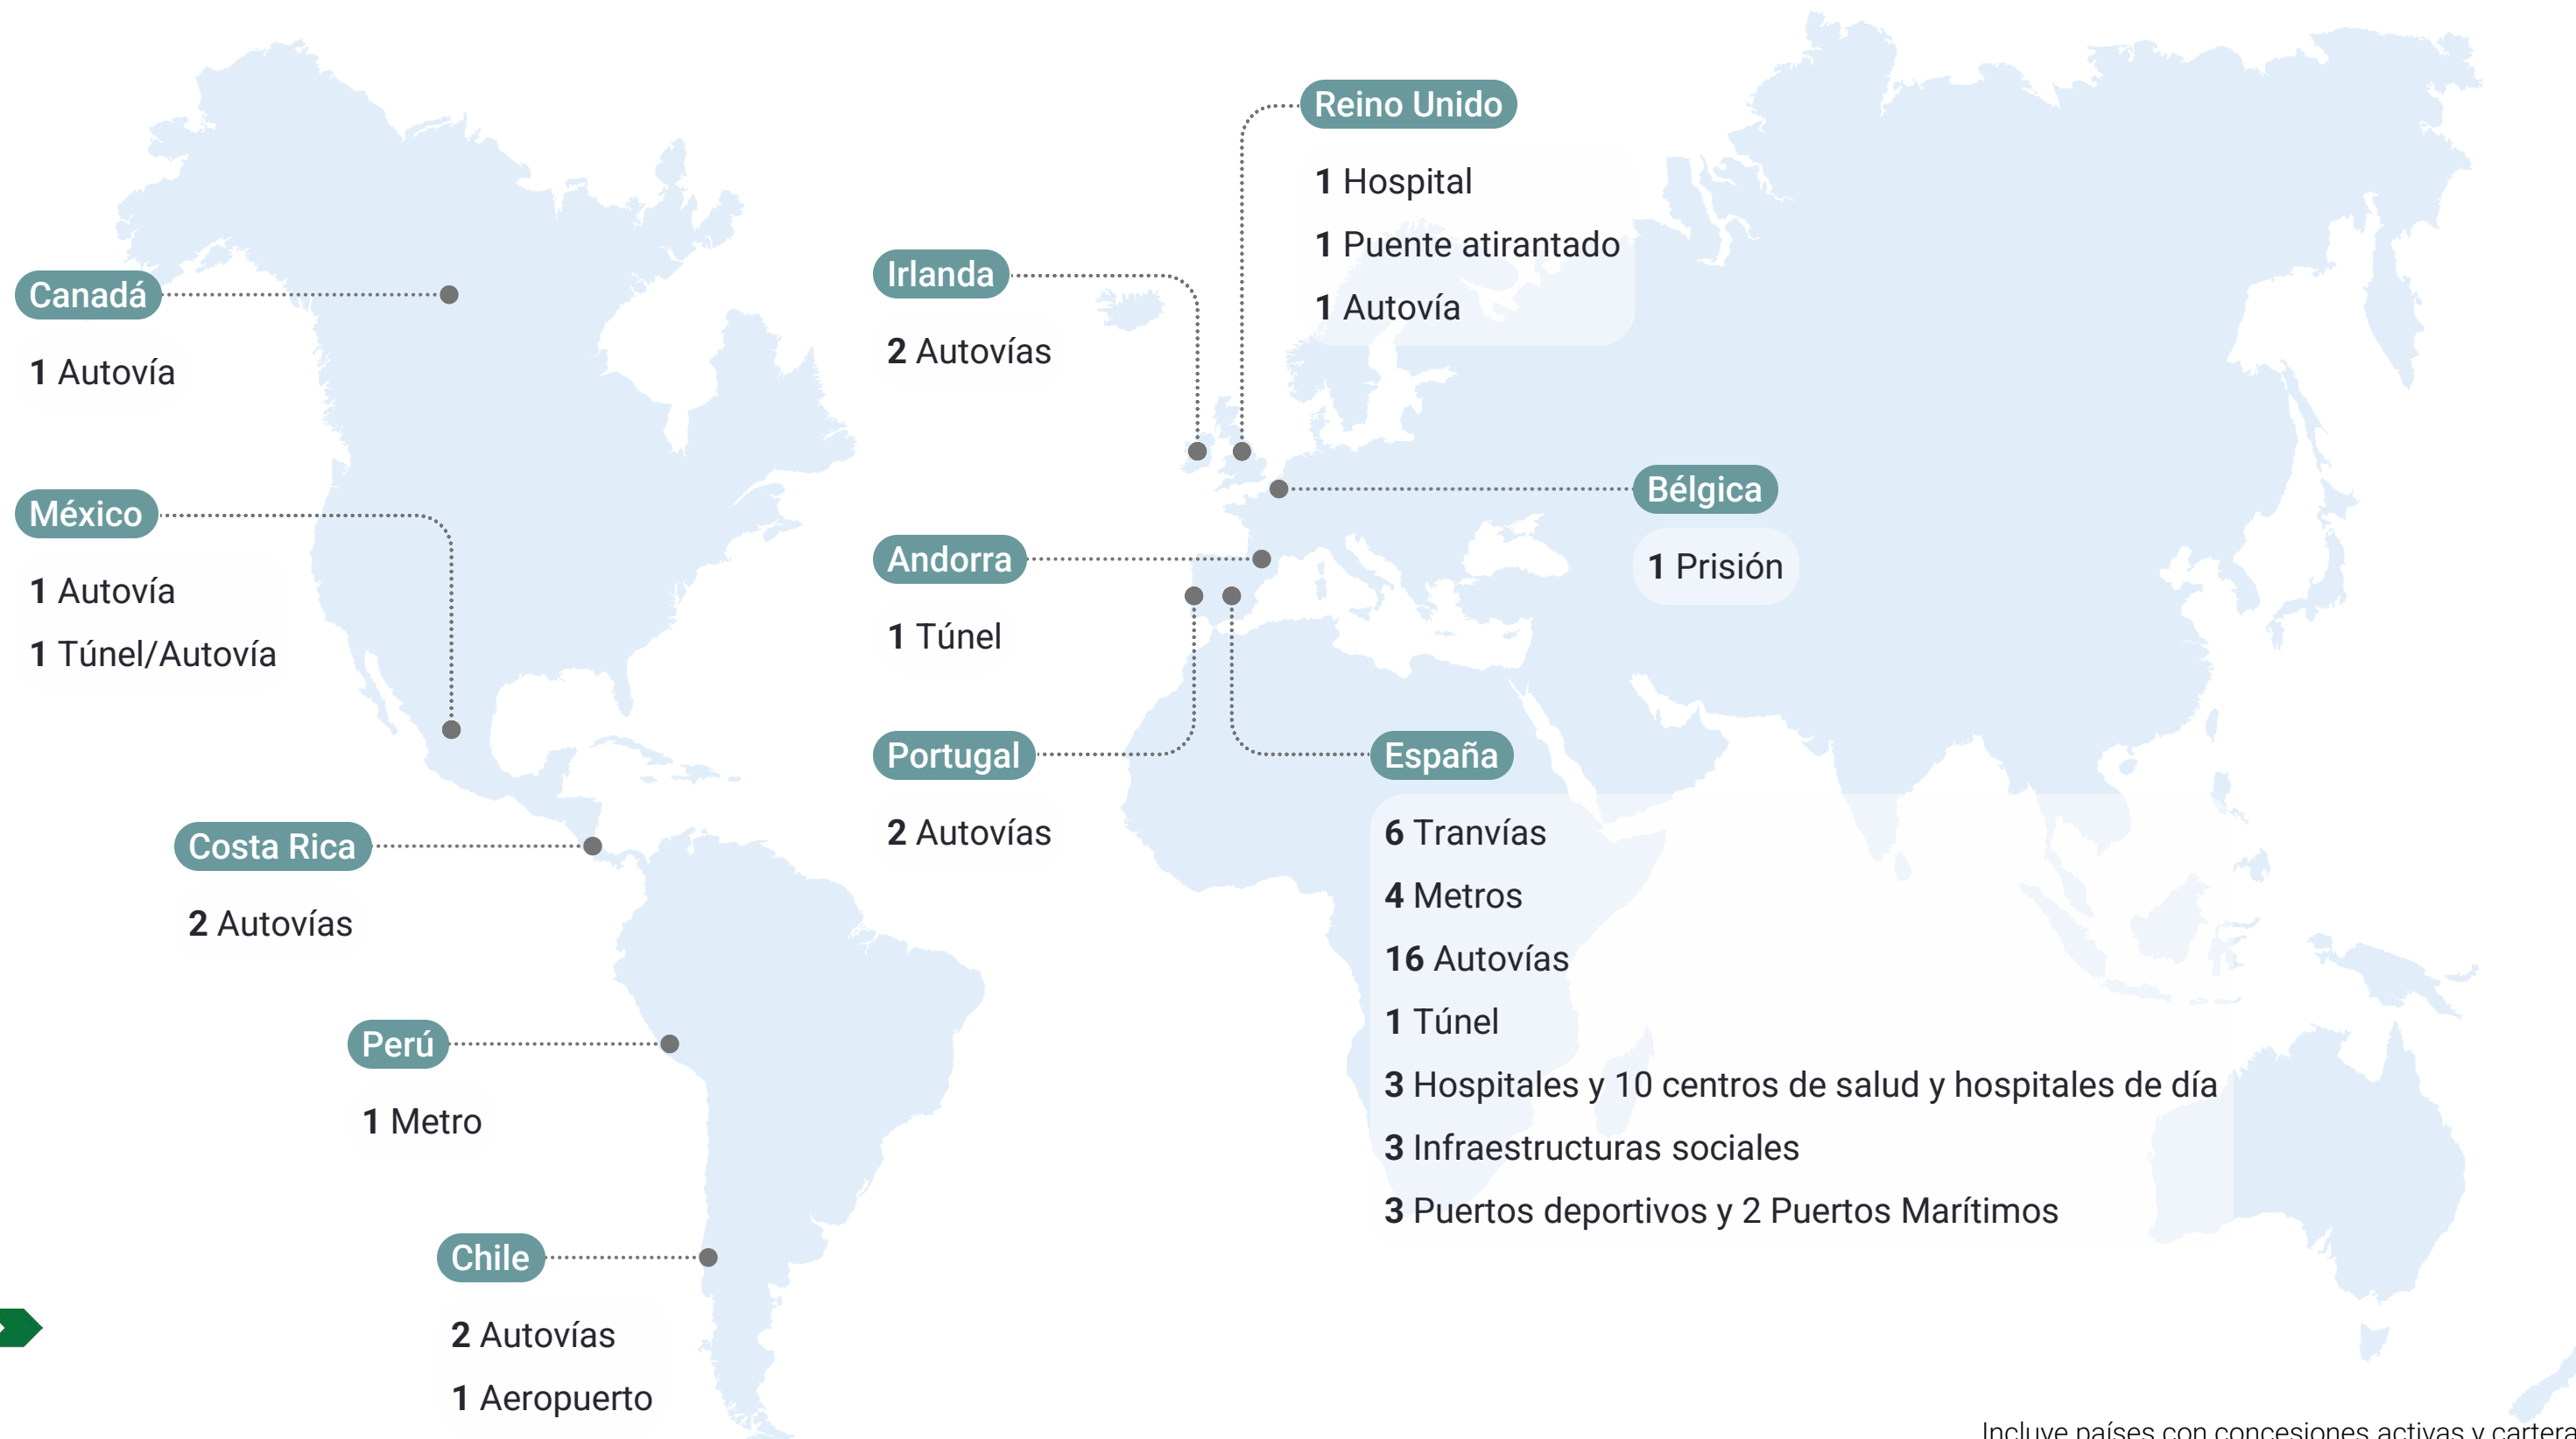 Canadá
1 Autovía
México
1 Autovía
1 Túnel/Autovía
Costa Rica
2 Autovías
Perú
1 Metro
Chile
2 Autovías
1 Aeropuerto
Irlanda
2 Autovías
Reino Unido
1 Hospital
1 Puente atirantado
1 Autovía
Bélgica
1 Prisión
Andorra
1 Túnel
Portugal
2 Autovías
España
6 Tranvías
4 Metros
16 Autovías
1 Túnel
3 Hospitales y 10 centros de salud y hospitales de día
3 Infraestructuras sociales
3 Puertos deportivos y 2 Puertos Marítimos
Incluye países con concesiones activas y cartera